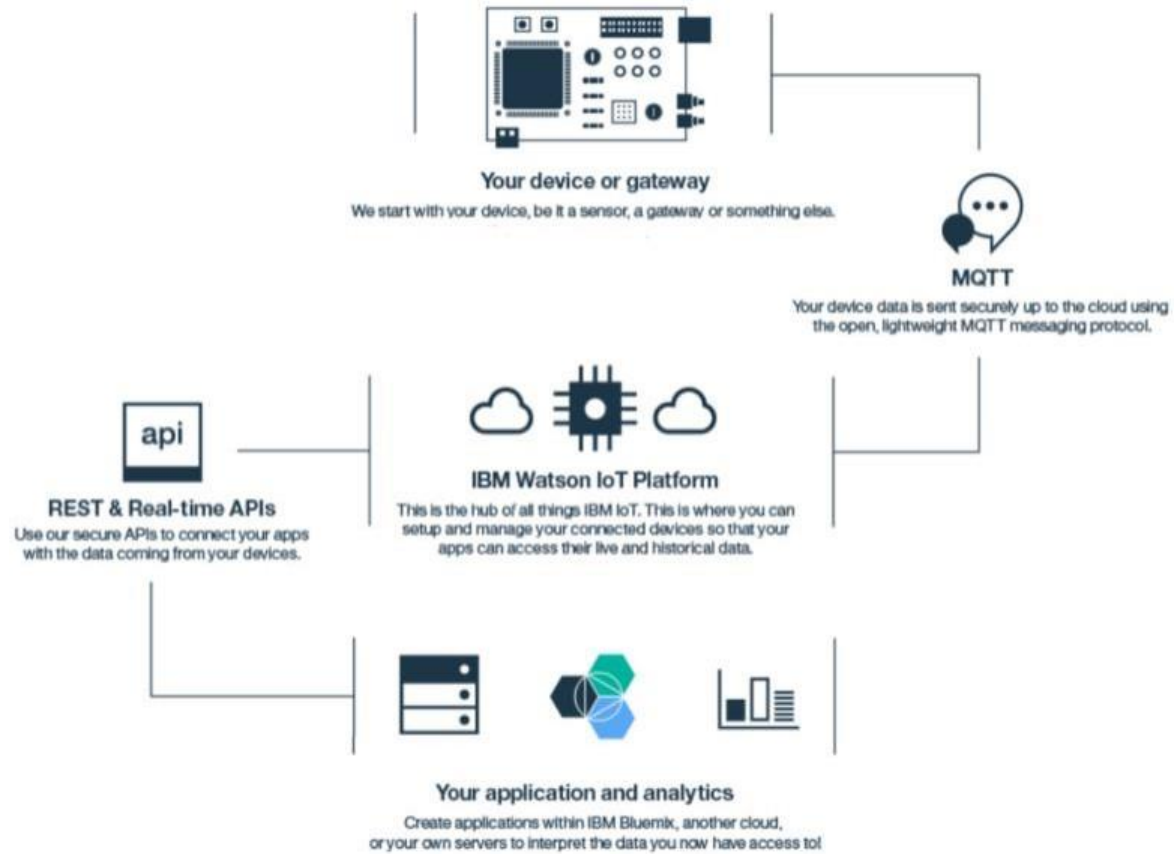 Your device or gateway
We start with your device, be it a sensor, a gateway or something else.
MQTT
Your device data is sent securely up to the cloud using
the open, lightweight MQTT messaging protocol.
api
REST & Real-time APIs
Use our secure APIs to connect your apps
with the data coming from your devices.
IBM Watson IoT Platform
This is the hub of all things IBM IoT. This is where you can
setup and manage your connected devices so that your
apps can access their live and historical data.
Your application and analytics
Create applications within IBM Bluemix, another cloud,
or your own servers to interpret the data you now have access to!